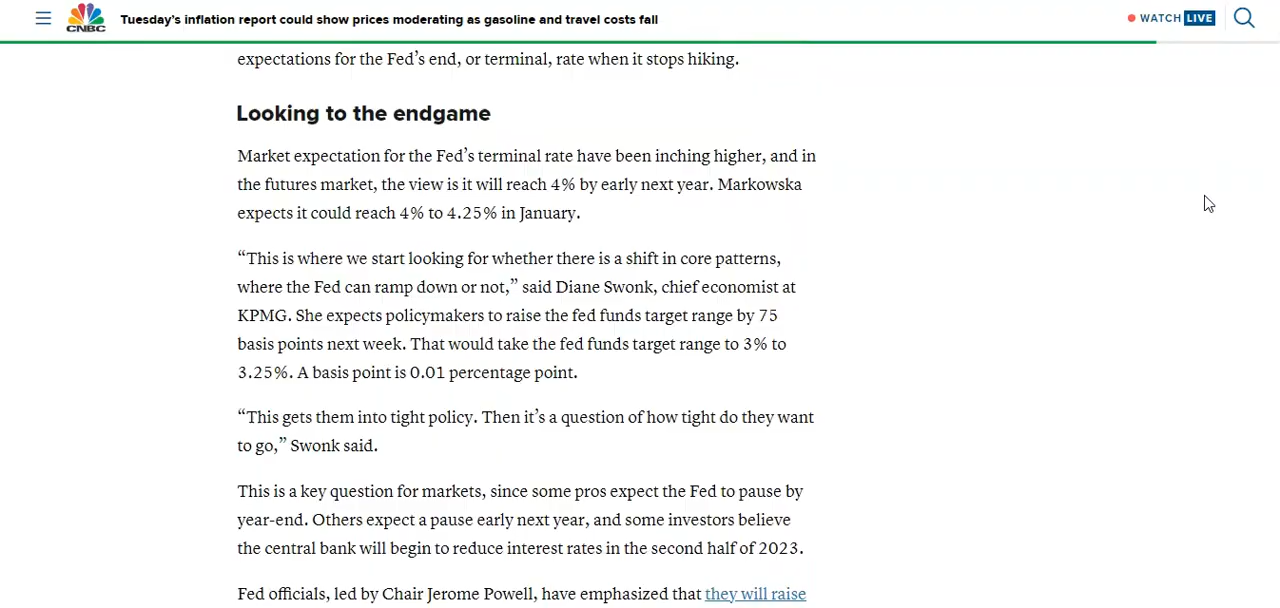 CNBC
Tuesday's inflation report could show prices moderating as gasoline and travel costs fall
WATCH LIVE
expectations for the Fed’s end, or terminal, rate when it stops hiking.
Looking to the endgame
Market expectation for the Fed’s terminal rate have been inching higher, and in
the futures market, the view is it will reach 4% by early next year. Markowska
expects it could reach 4% to 4.25% in January.
“This is where we start looking for whether there is a shift in core patterns,
where the Fed can ramp down or not,” said Diane Swonk, chief economist at
KPMG. She expects policymakers to raise the fed funds target range by 75
basis points next week. That would take the fed funds target range to 3% to
3.25%. A basis point is 0.01 percentage point.
“This gets them into tight policy. Then it’s a question of how tight do they want
to go,” Swonk said.
This is a key question for markets, since some pros expect the Fed to pause by
year-end. Others expect a pause early next year, and some investors believe
the central bank will begin to reduce interest rates in the second half of 2023.
Fed officials, led by Chair Jerome Powell, have emphasized that they will raise